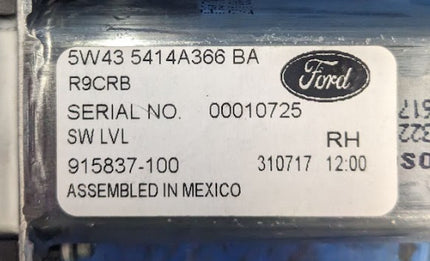 5W43 5414A366 BA
R9CRB
Ford
SERIAL NO. 00010725
SW LVL
RH
915837-100 310717 12:00
ASSEMBLED IN MEXICO